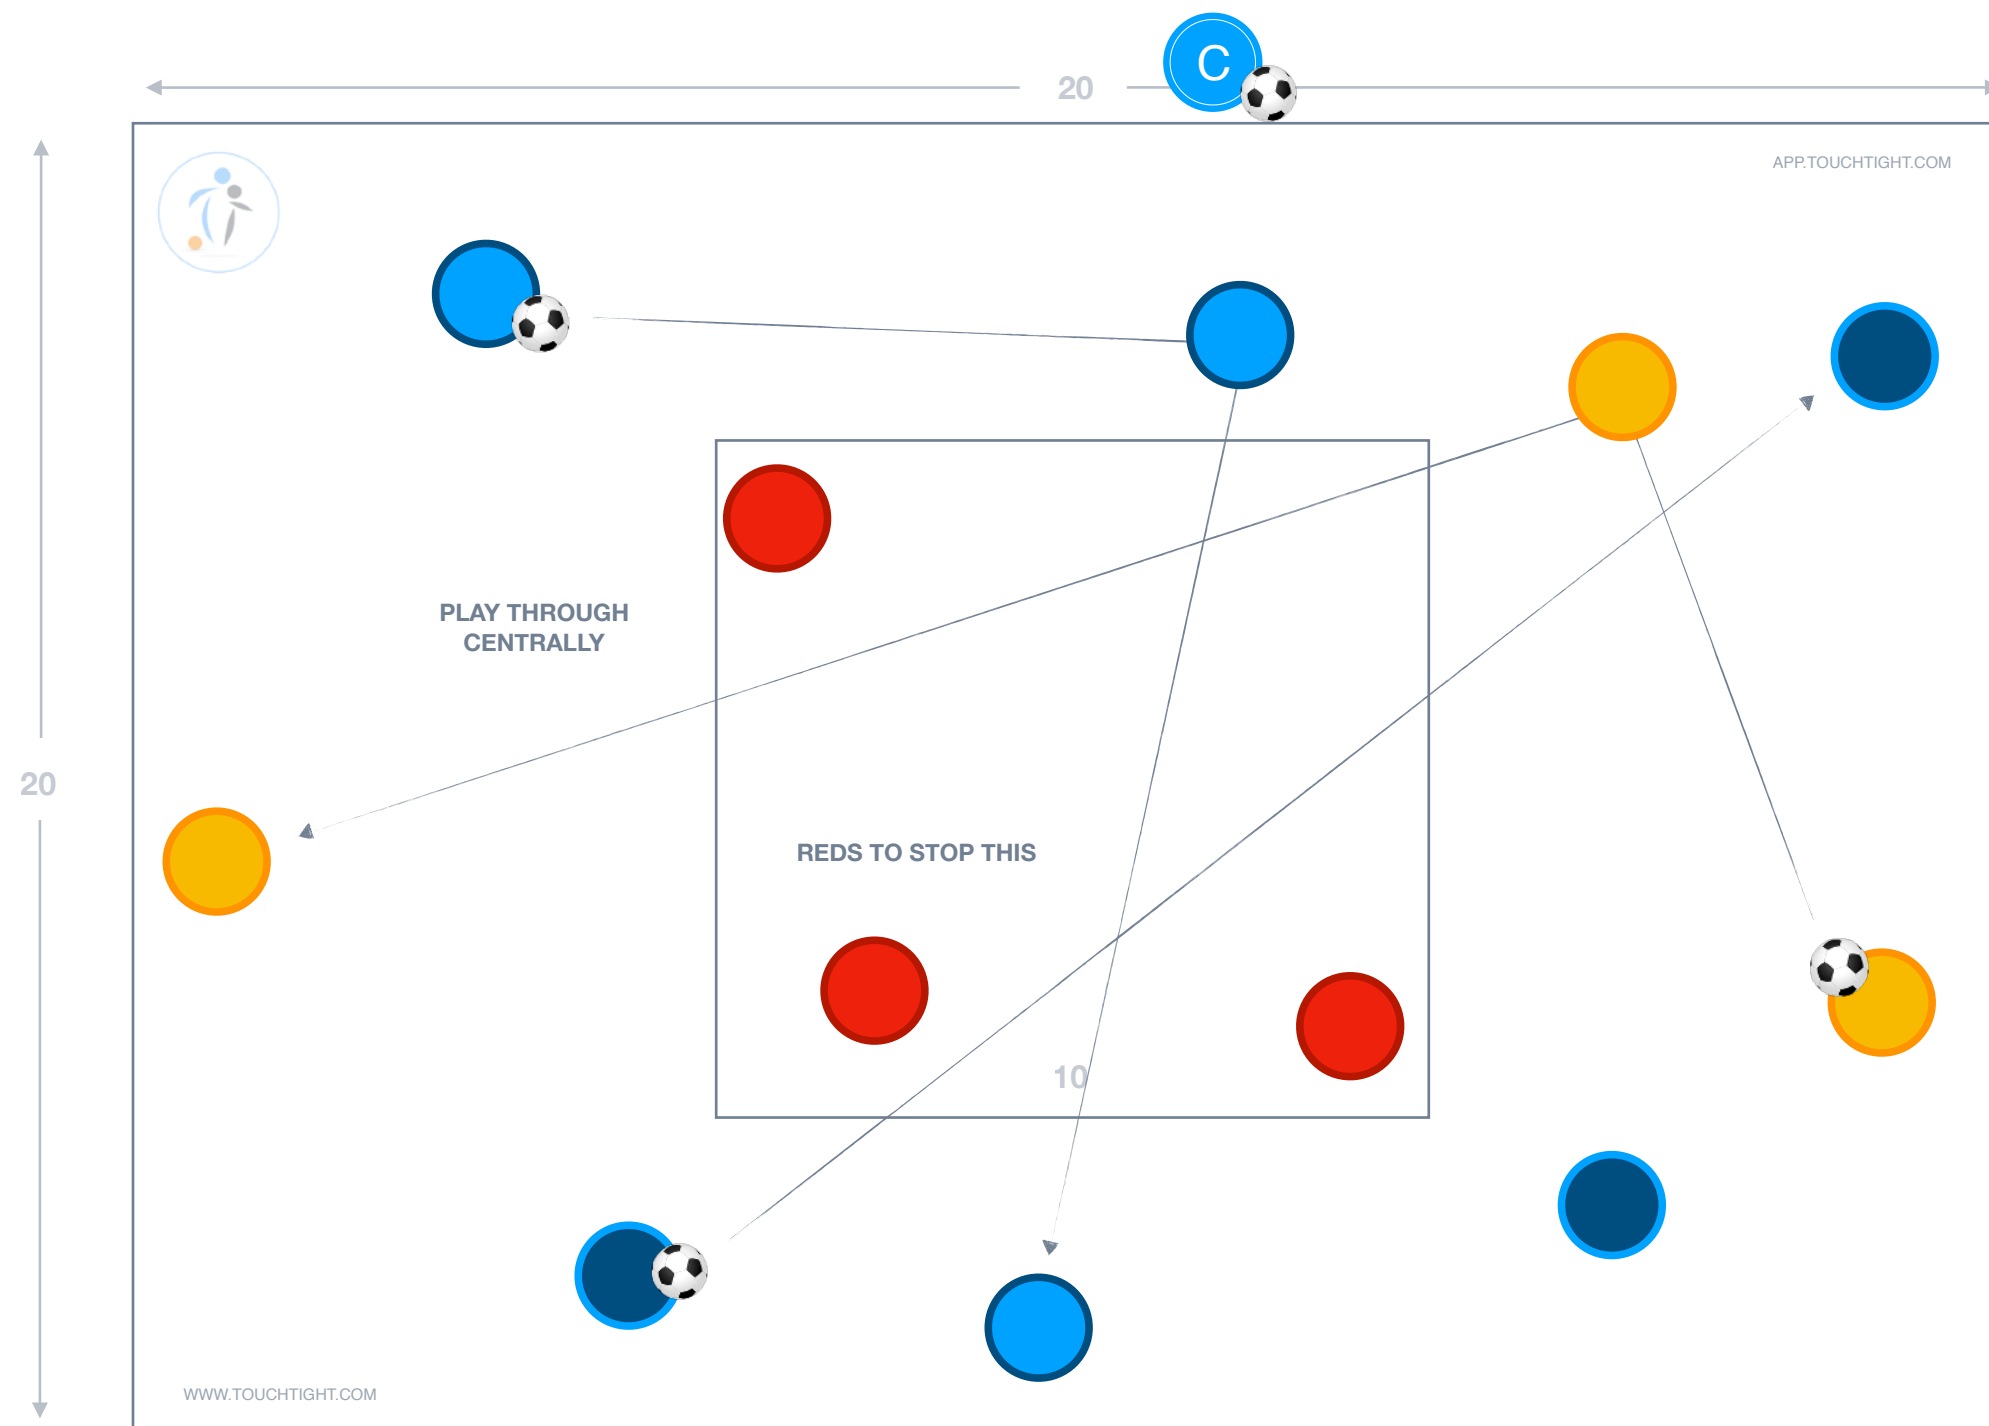 C
20
APP.TOUCHTIGHT.COM
PLAY THROUGH
CENTRALLY
20
REDS TO STOP THIS
10
WWW.TOUCHTIGHT.COM